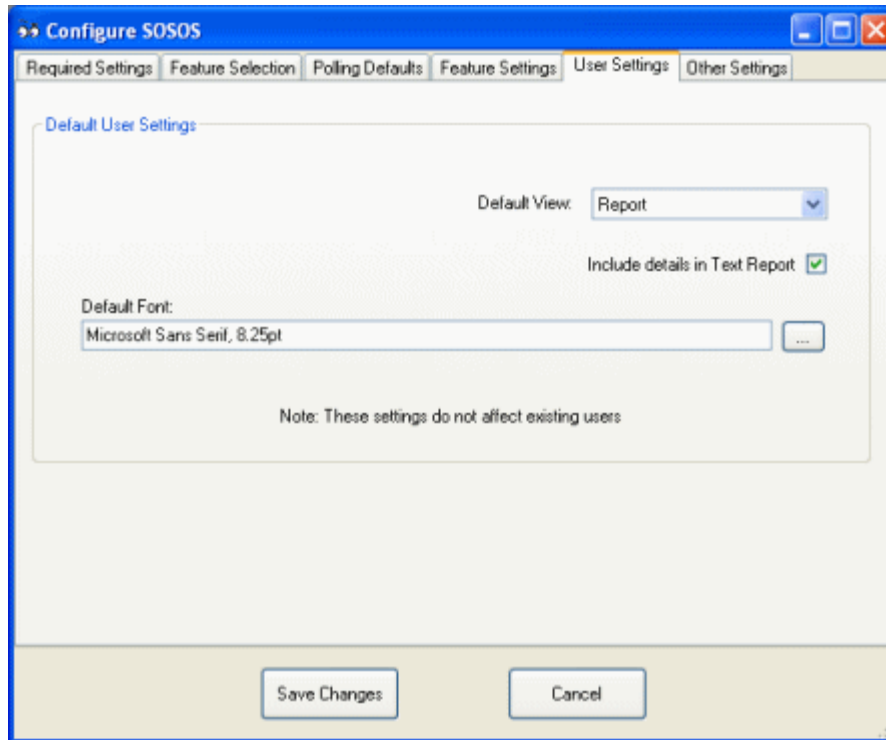 Configure SOSOS
Required Settings Feature Selection Polling Defaults Feature Settings User Settings Other Settings
Default User Settings
Default View: Report
Include details in Text Report
Default Font:
Microsoft Sans Serif, 8.25pt
...
Note: These settings do not affect existing users
Save Changes Cancel